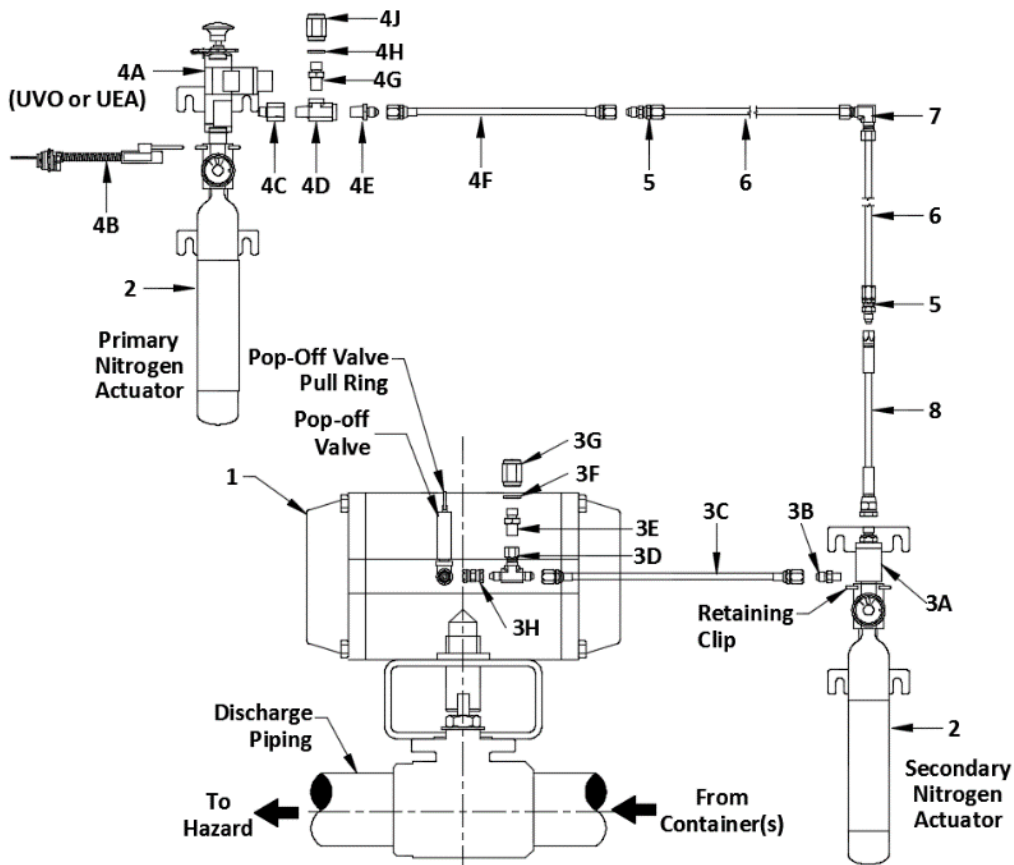 4J
4H
4G
4A
(UVO or UEA)
4B
4C
4D
4E
4F
5
6
7
6
5
8
2
Primary
Nitrogen
Actuator
Pop-Off Valve
Pull Ring
Pop-off
Valve
1
3G
3F
3E
3D
3H
3C
3B
3A
Retaining
Clip
2
Secondary
Nitrogen
Actuator
Discharge
Piping
To
Hazard
From
Container(s)